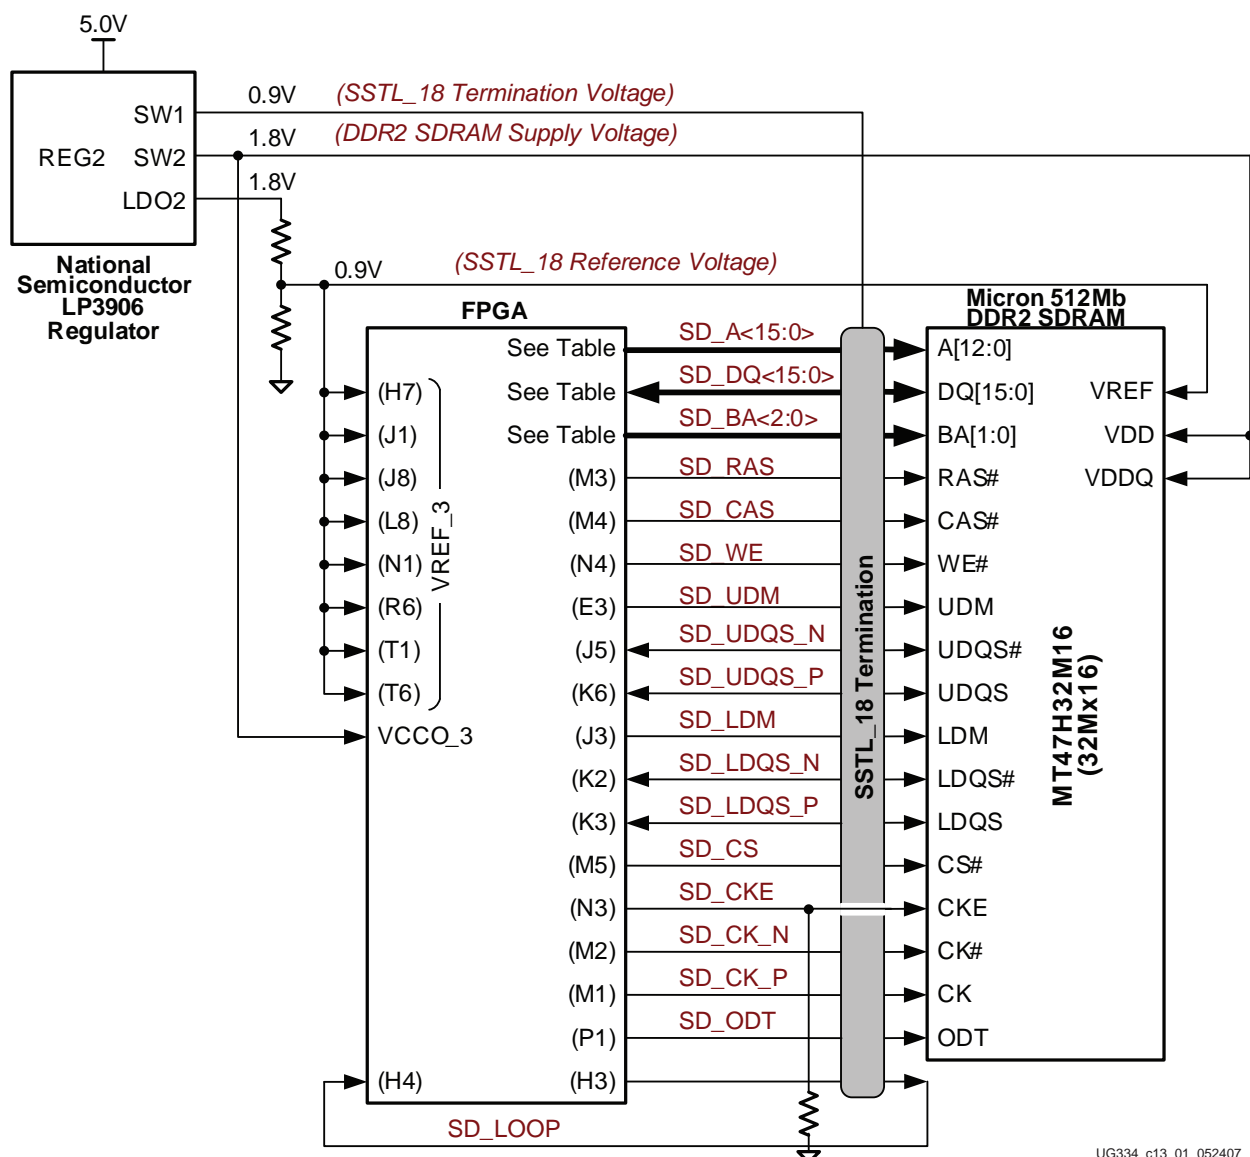 5.0V
SW1
REG2
SW2
LDO2
National
Semiconductor
LP3906
Regulator
0.9V
(SSTL_18 Termination Voltage)
1.8V
(DDR2 SDRAM Supply Voltage)
1.8V
0.9V
(SSTL_18 Reference Voltage)
FPGA
Micron 512Mb
DDR2 SDRAM
See Table
SD_A<15:0>
A[12:0]
(H7)
See Table
SD_DQ<15:0>
DQ[15:0]
VREF
(J1)
See Table
SD_BA<2:0>
BA[1:0]
VDD
(J8)
(M3)
SD_RAS
RAS#
VDDQ
(L8)
(M4)
SD_CAS
CAS#
(N1)
VREF_3
(N4)
SD_WE
WE#
(R6)
(E3)
SD_UDM
UDM
(T1)
(J5)
SD_UDQS_N
UDQS#
(T6)
(K6)
SD_UDQS_P
UDQS
VCCO_3
(J3)
SD_LDM
LDM
SSTL_18 Termination
MT47H32M16
(32Mx16)
(K2)
SD_LDQS_N
LDQS#
(K3)
SD_LDQS_P
LDQS
(M5)
SD_CS
CS#
(N3)
SD_CKE
CKE
(M2)
SD_CK_N
CK#
(M1)
SD_CK_P
CK
(P1)
SD_ODT
ODT
(H4)
(H3)
SD_LOOP
UG334_c13_01_052407